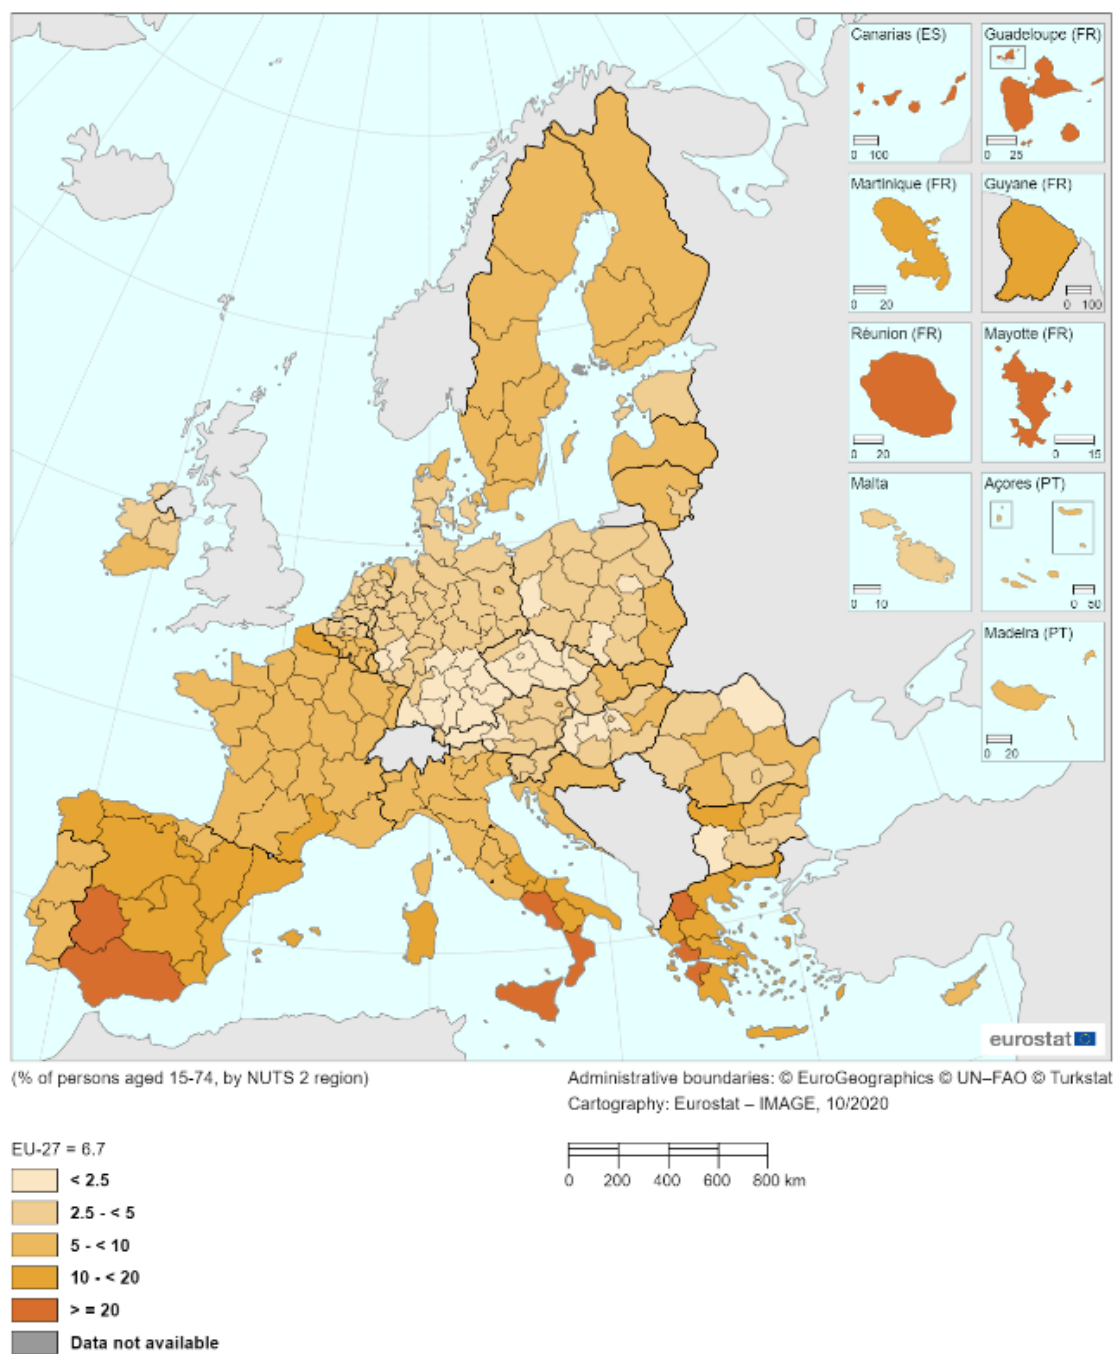 Canarias (ES)
0 100
Guadeloupe (FR)
0 25
Martinique (FR)
0 20
Guyane (FR)
0 100
Réunion (FR)
0 20
Mayotte (FR)
0 15
Malta
0 10
Açores (PT)
0 50
Madeira (PT)
0 20
eurostat
(% of persons aged 15-74, by NUTS 2 region)
Administrative boundaries: © EuroGeographics © UN–FAO © Turkstat
Cartography: Eurostat – IMAGE, 10/2020
EU-27 = 6.7
< 2.5
2.5 - < 5
5 - < 10
10 - < 20
> = 20
Data not available
0 200 400 600 800 km